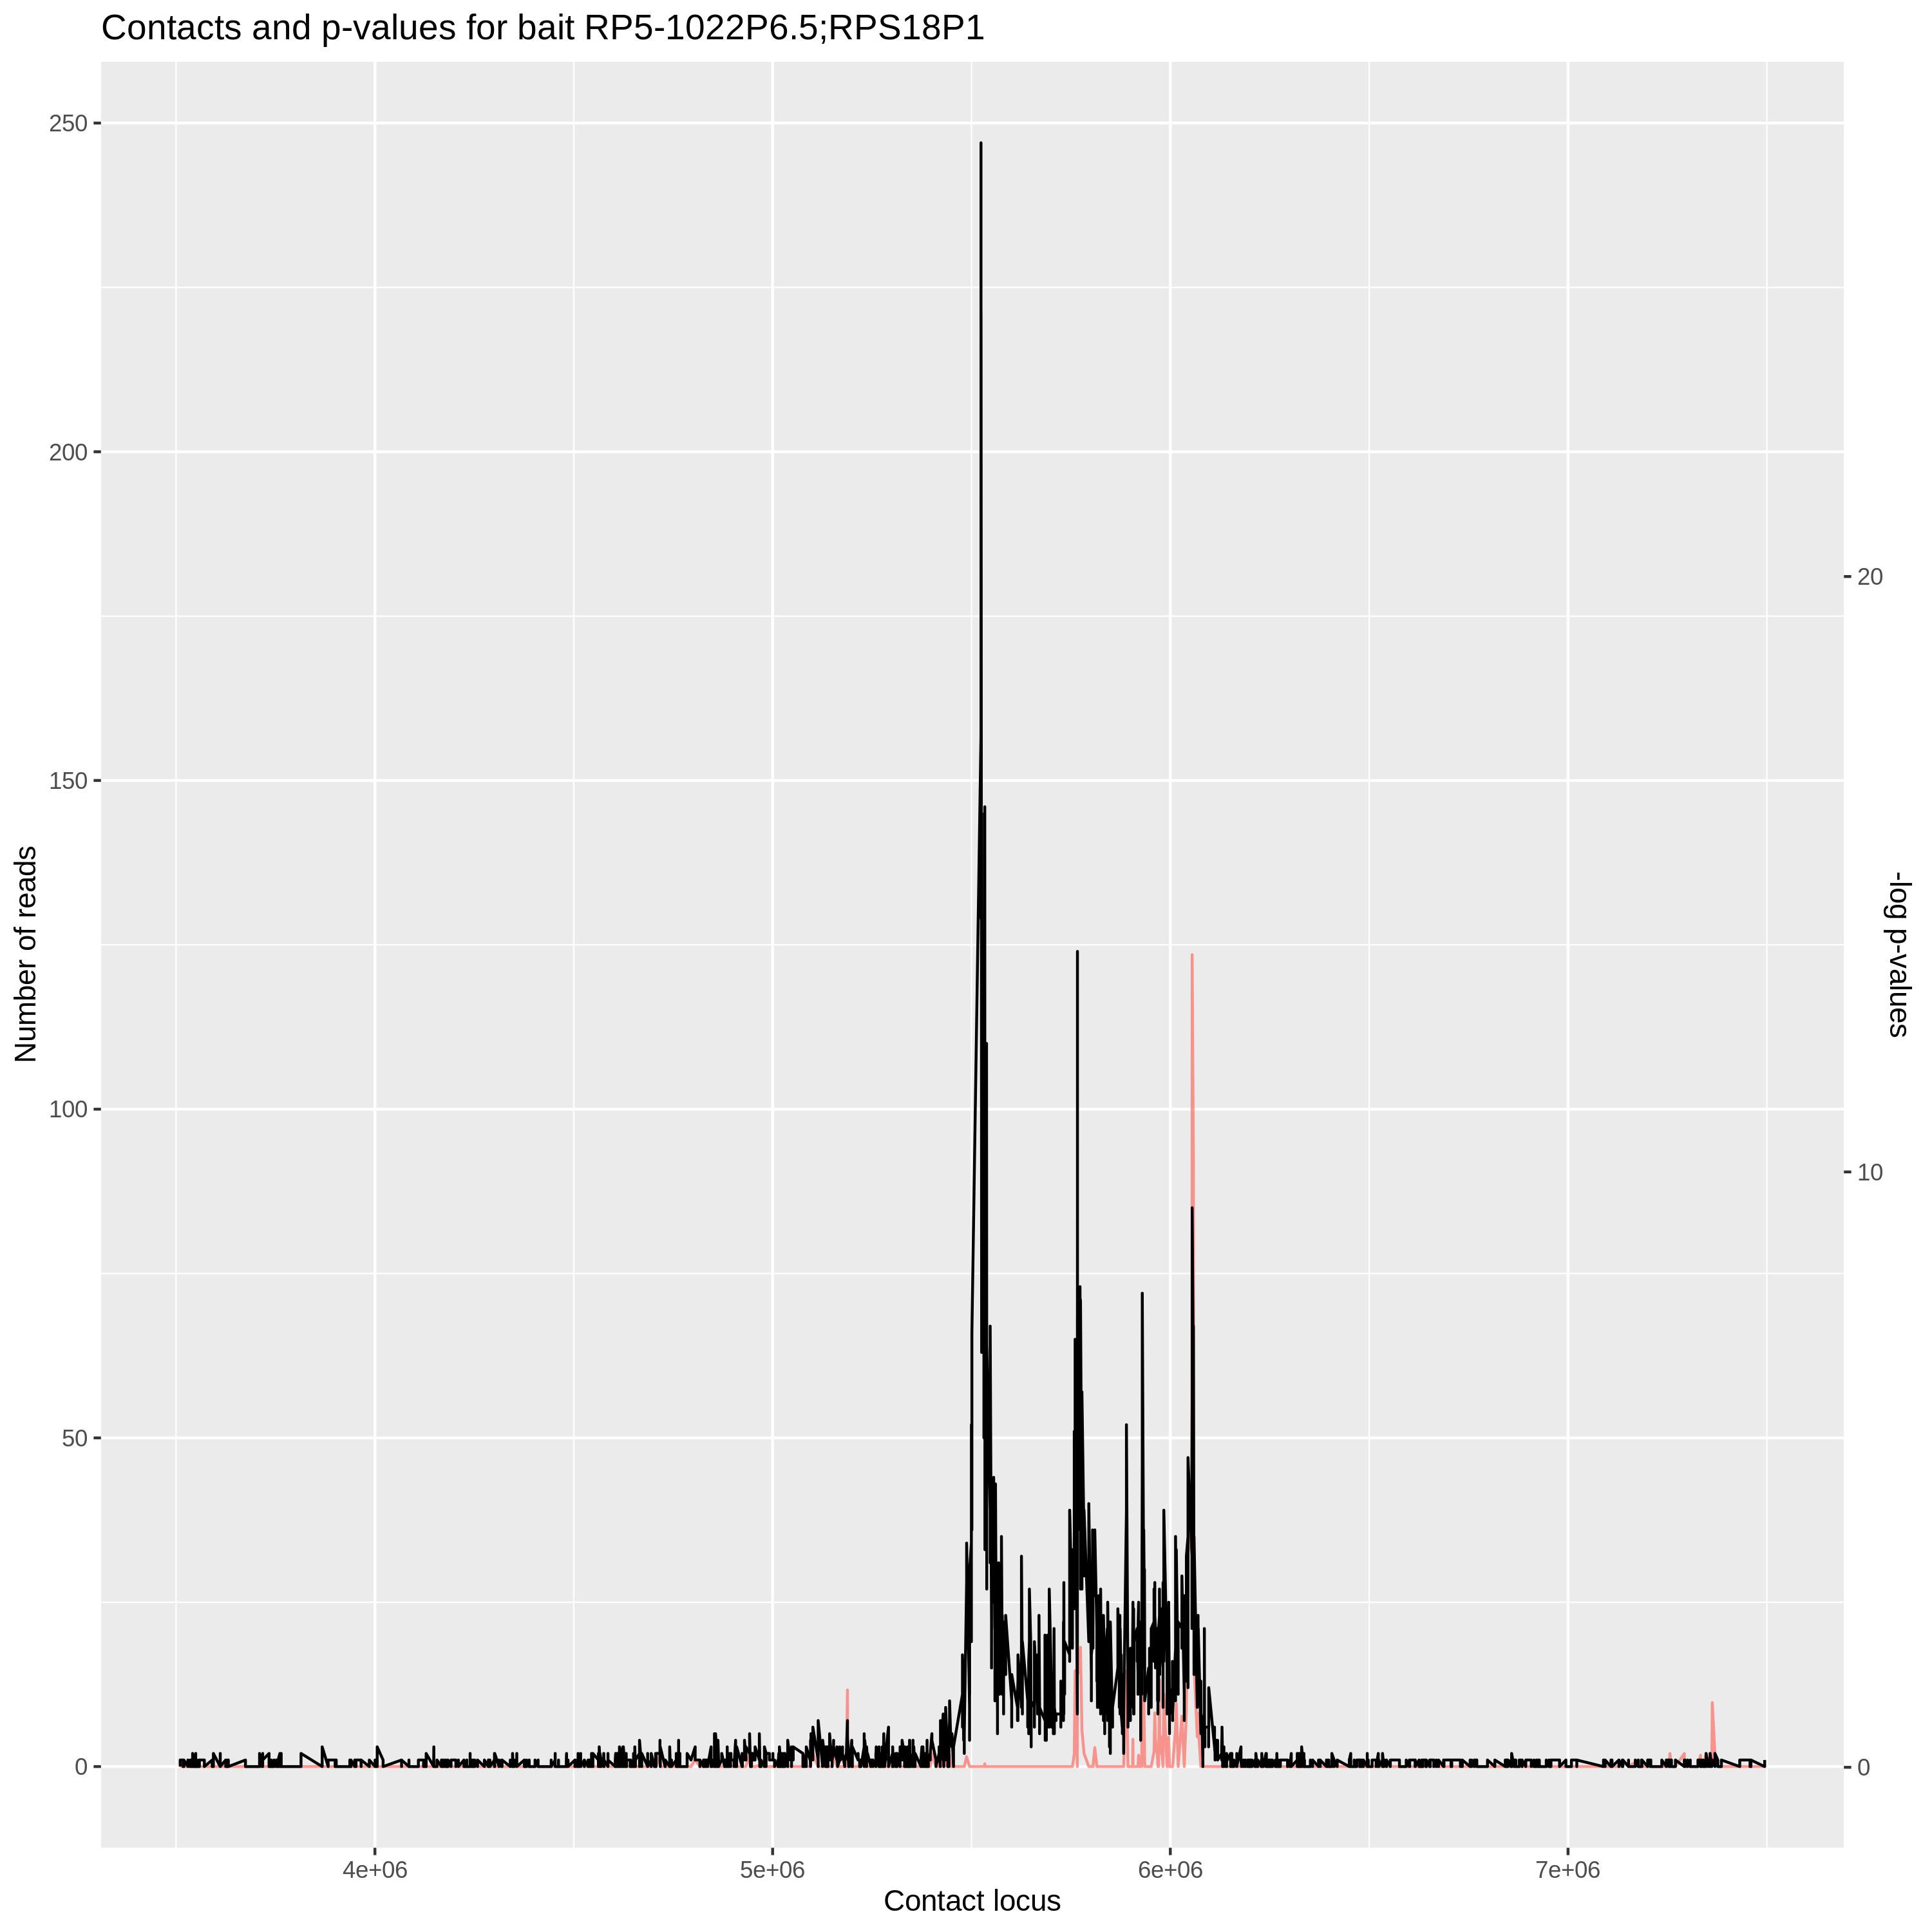 Contacts and p-values for bait RP5-1022P6.5;RPS18P1
250
200
150
100
50
0
Number of reads
20
10
0
-log p-values
4e+06 5e+06 6e+06 7e+06
Contact locus